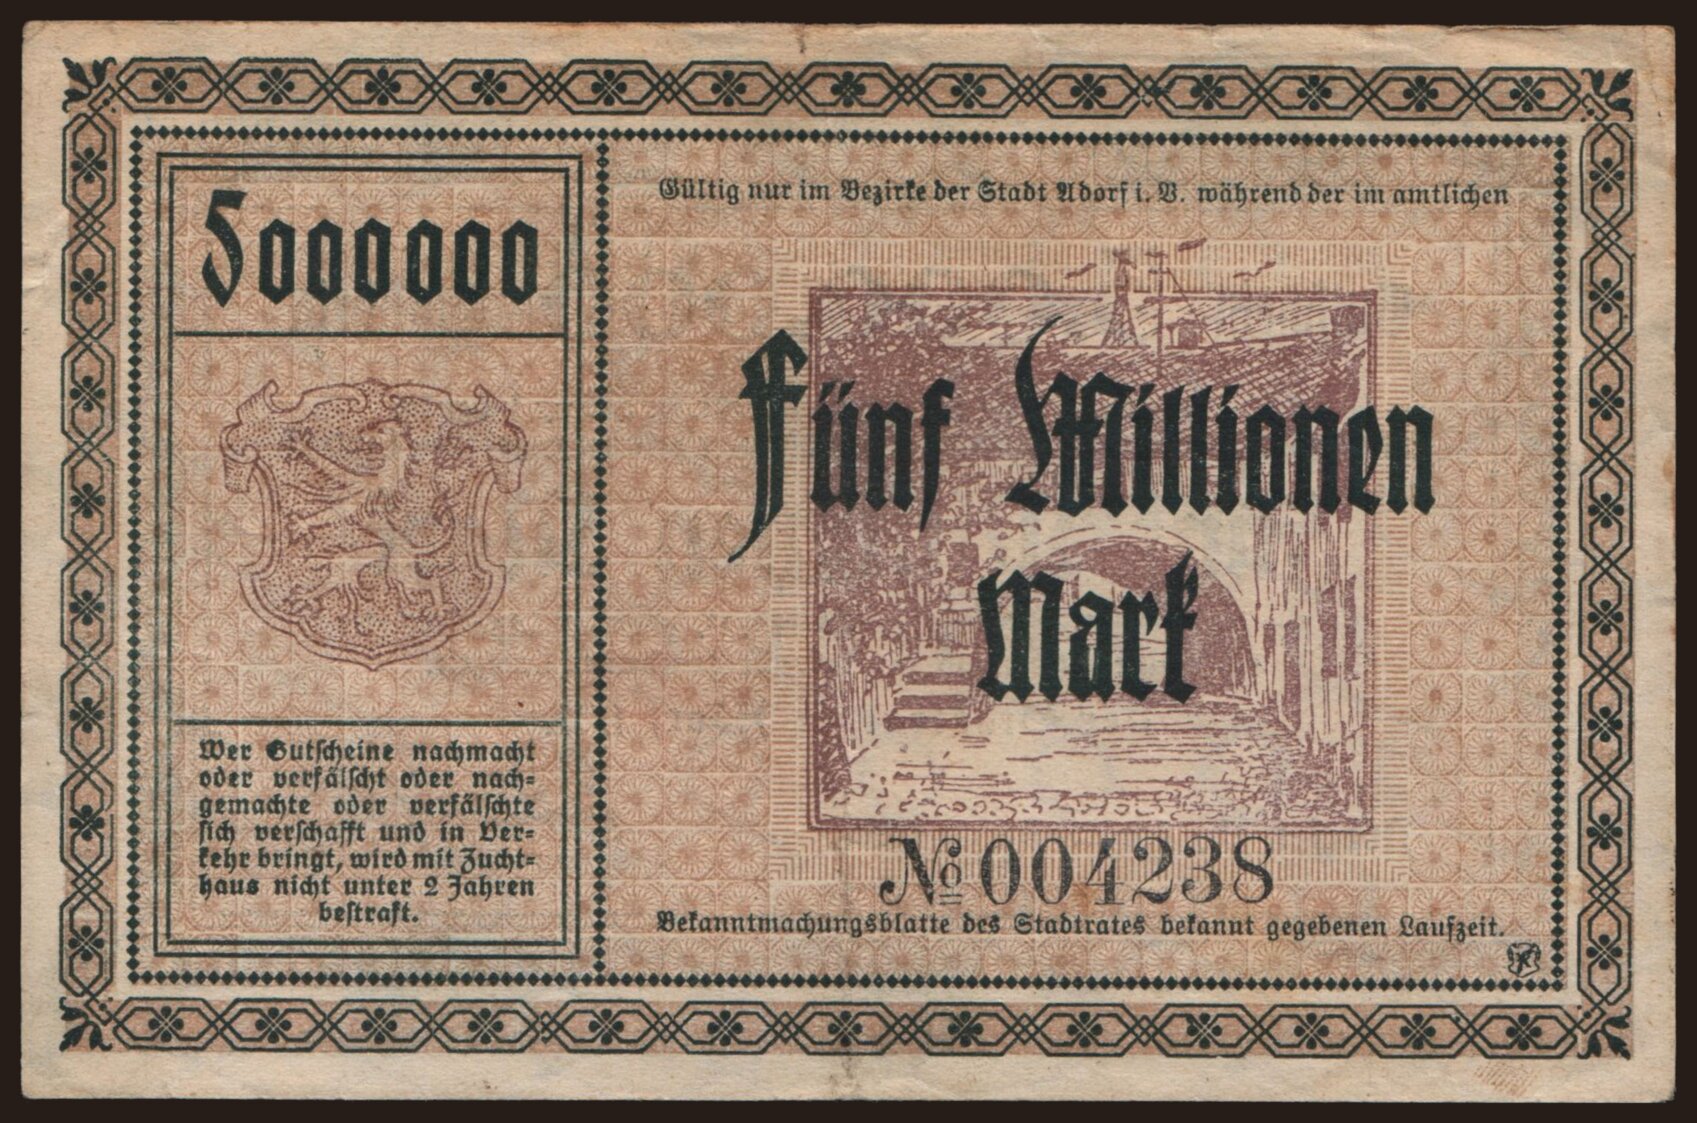 5000000
Wer Gutscheine nachmacht
oder verfälscht oder nach=
gemachte oder verfälschte
sich verschafft und in Ver=
kehr bringt, wird mit Zucht=
haus nicht unter 2 Jahren
bestraft.
Gültig nur im Bezirke der Stadt Adorf i. V. während der im amtlichen
Fünf Millionen
Mark
№ 004238
Bekanntmachungsblatte des Stadtrates bekannt gegebenen Laufzeit.